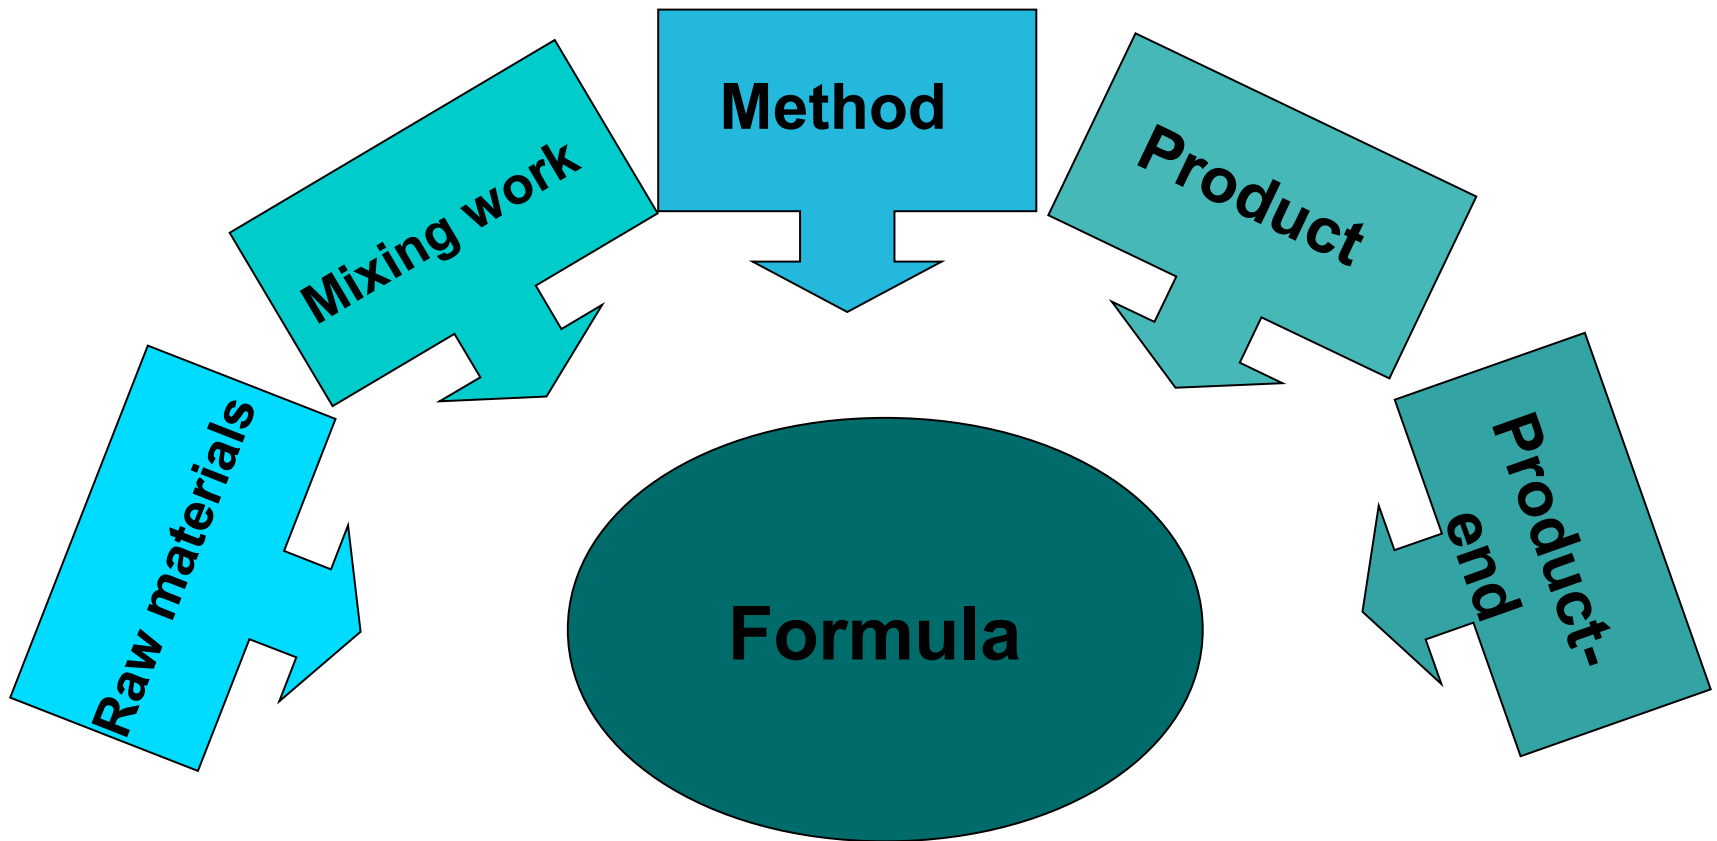 Raw materials
Mixing work
Method
Product
Product-
end
Formula